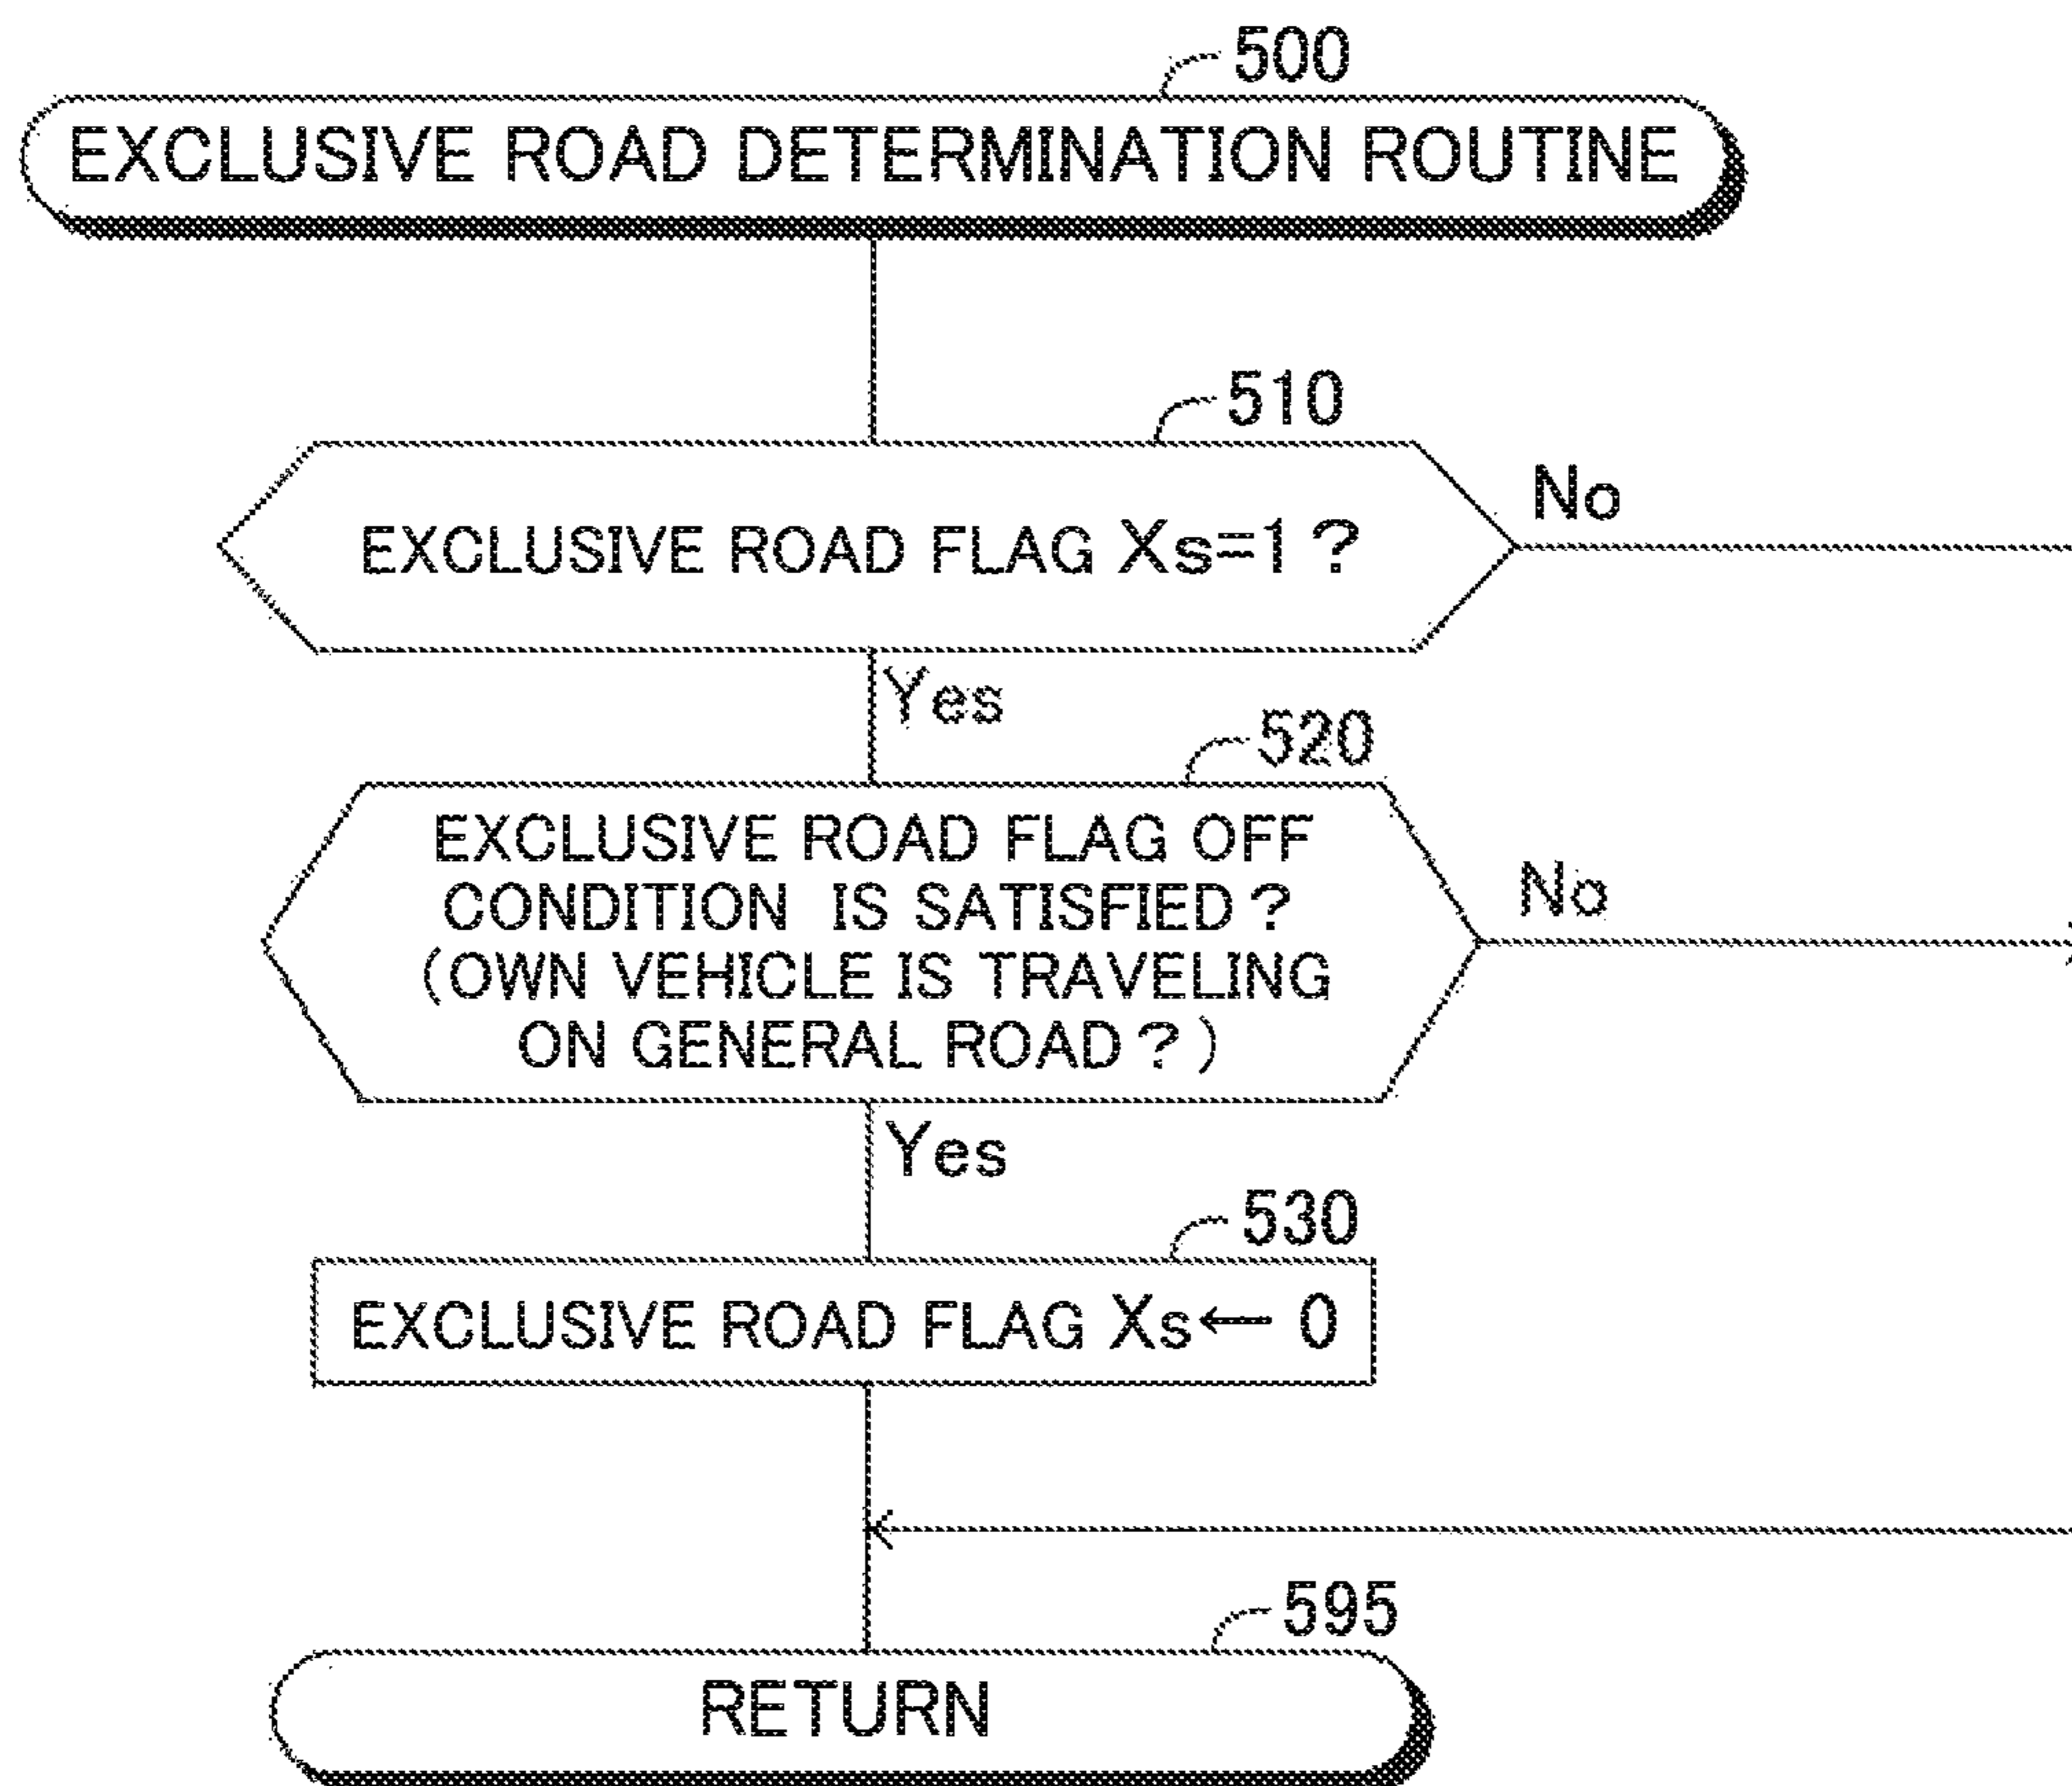 500
EXCLUSIVE ROAD DETERMINATION ROUTINE
510
EXCLUSIVE ROAD FLAG Xs=1 ?
No
Yes
520
EXCLUSIVE ROAD FLAG OFF
CONDITION IS SATISFIED ?
(OWN VEHICLE IS TRAVELING
ON GENERAL ROAD ? )
No
Yes
530
EXCLUSIVE ROAD FLAG Xs← 0
595
RETURN